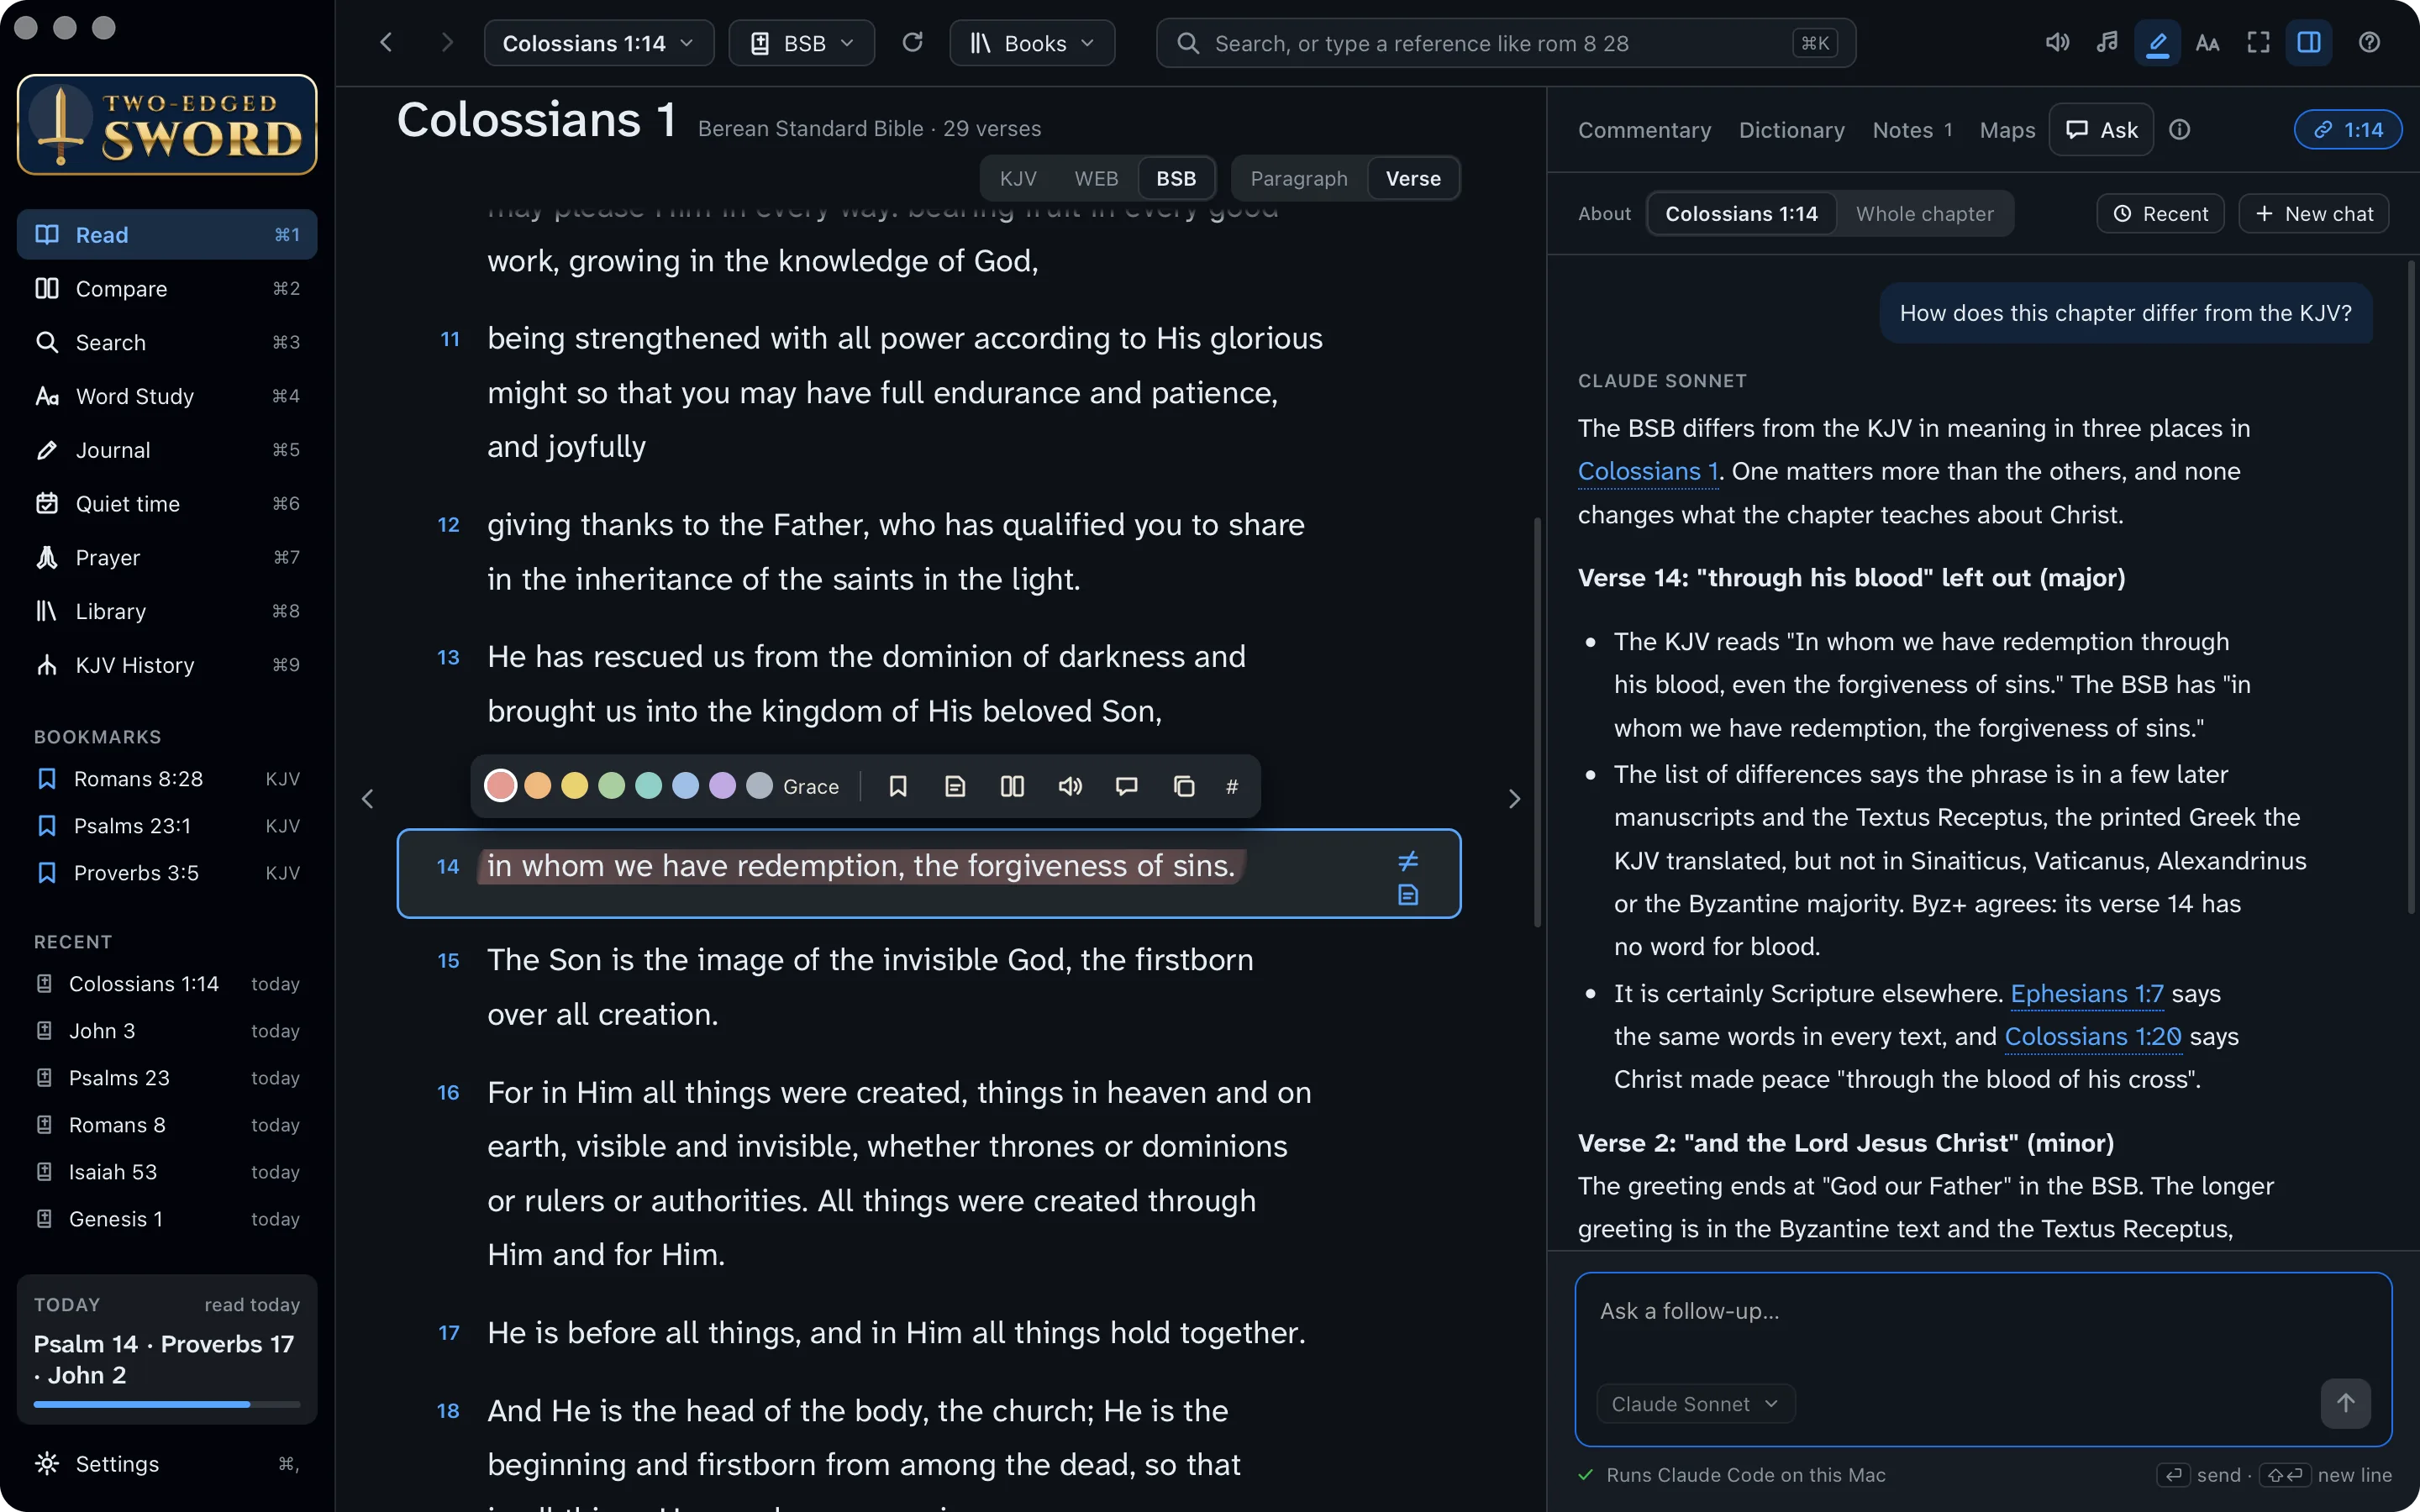 TWO-EDGED
SWORD
Read ⌘1
Compare ⌘2
Search ⌘3
Word Study ⌘4
Journal ⌘5
Quiet time ⌘6
Prayer ⌘7
Library ⌘8
KJV History ⌘9
BOOKMARKS
Romans 8:28 KJV
Psalms 23:1 KJV
Proverbs 3:5 KJV
RECENT
Colossians 1:14 today
John 3 today
Psalms 23 today
Romans 8 today
Isaiah 53 today
Genesis 1 today
TODAY read today
Psalm 14 · Proverbs 17
· John 2
Settings ⌘,
Colossians 1:14 BSB Books Search, or type a reference like rom 8 28 ⌘K
Colossians 1 Berean Standard Bible · 29 verses
KJV WEB BSB Paragraph Verse
may please Him in every way: bearing fruit in every good
work, growing in the knowledge of God,
11 being strengthened with all power according to His glorious
might so that you may have full endurance and patience,
and joyfully
12 giving thanks to the Father, who has qualified you to share
in the inheritance of the saints in the light.
13 He has rescued us from the dominion of darkness and
brought us into the kingdom of His beloved Son,
Grace #
14 in whom we have redemption, the forgiveness of sins. ≠
15 The Son is the image of the invisible God, the firstborn
over all creation.
16 For in Him all things were created, things in heaven and on
earth, visible and invisible, whether thrones or dominions
or rulers or authorities. All things were created through
Him and for Him.
17 He is before all things, and in Him all things hold together.
18 And He is the head of the body, the church; He is the
beginning and firstborn from among the dead, so that
Commentary Dictionary Notes 1 Maps Ask 1:14
About Colossians 1:14 Whole chapter Recent + New chat
How does this chapter differ from the KJV?
CLAUDE SONNET
The BSB differs from the KJV in meaning in three places in
Colossians 1. One matters more than the others, and none
changes what the chapter teaches about Christ.
Verse 14: "through his blood" left out (major)
• The KJV reads "In whom we have redemption through
his blood, even the forgiveness of sins." The BSB has "in
whom we have redemption, the forgiveness of sins."
• The list of differences says the phrase is in a few later
manuscripts and the Textus Receptus, the printed Greek the
KJV translated, but not in Sinaiticus, Vaticanus, Alexandrinus
or the Byzantine majority. Byz+ agrees: its verse 14 has
no word for blood.
• It is certainly Scripture elsewhere. Ephesians 1:7 says
the same words in every text, and Colossians 1:20 says
Christ made peace "through the blood of his cross".
Verse 2: "and the Lord Jesus Christ" (minor)
The greeting ends at "God our Father" in the BSB. The longer
greeting is in the Byzantine text and the Textus Receptus,
Ask a follow-up...
Claude Sonnet
Runs Claude Code on this Mac send · new line